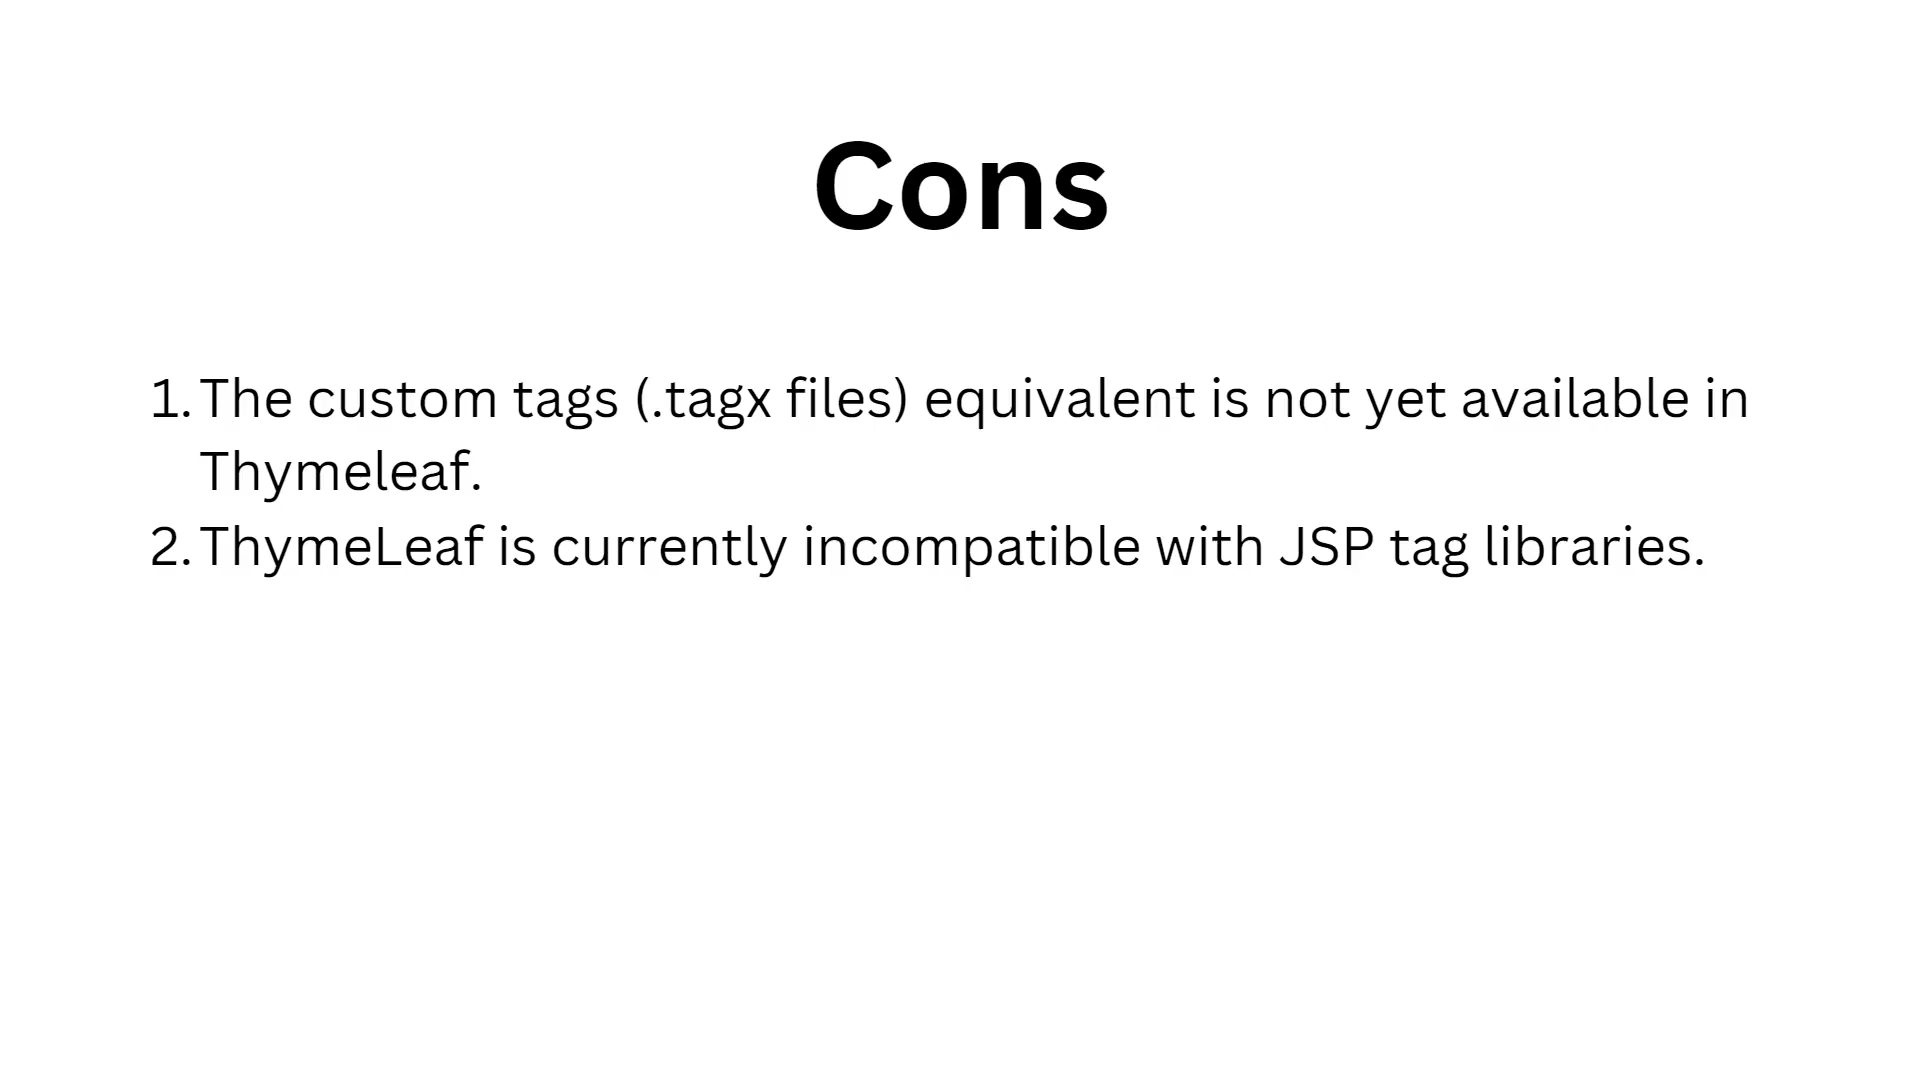 Cons
1. The custom tags (.tagx files) equivalent is not yet available in
Thymeleaf.
2. ThymeLeaf is currently incompatible with JSP tag libraries.